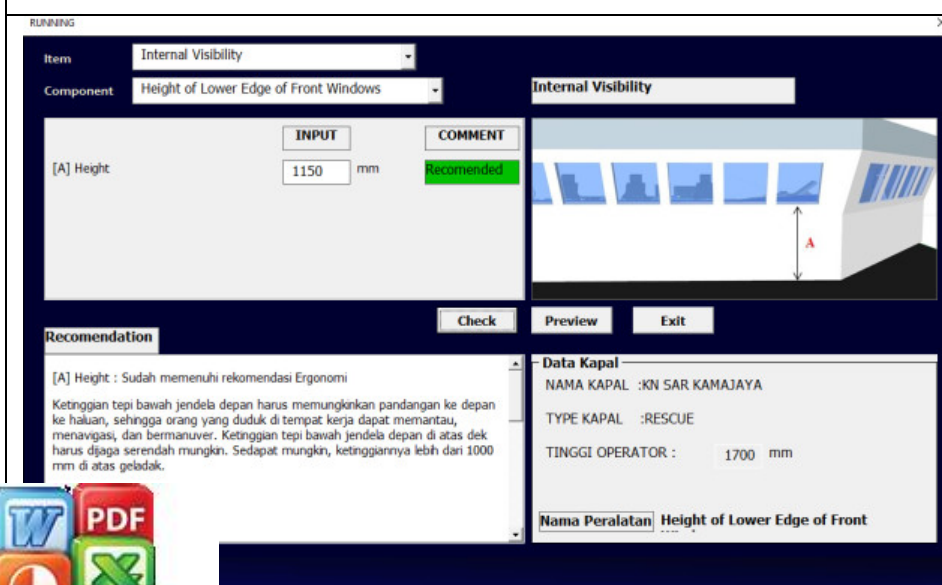 RUNNING
Item
Internal Visibility
Component
Height of Lower Edge of Front Windows
Internal Visibility
INPUT
COMMENT
[A] Height
1150
mm
Recomended
A
Check
Preview
Exit
Recomendation
[A] Height : Sudah memenuhi rekomendasi Ergonomi
Ketinggian tepi bawah jendela depan harus memungkinkan pandangan ke depan
ke haluan, sehingga orang yang duduk di tempat kerja dapat memantau,
menavigasi, dan bermanuver. Ketinggian tepi bawah jendela depan di atas dek
harus dijaga serendah mungkin. Sedapat mungkin, ketinggiannya lebih dari 1000
mm di atas geladak.
Data Kapal
NAMA KAPAL :KN SAR KAMAJAYA
TYPE KAPAL :RESCUE
TINGGI OPERATOR : 1700 mm
Nama Peralatan
Height of Lower Edge of Front
W
PDF
X